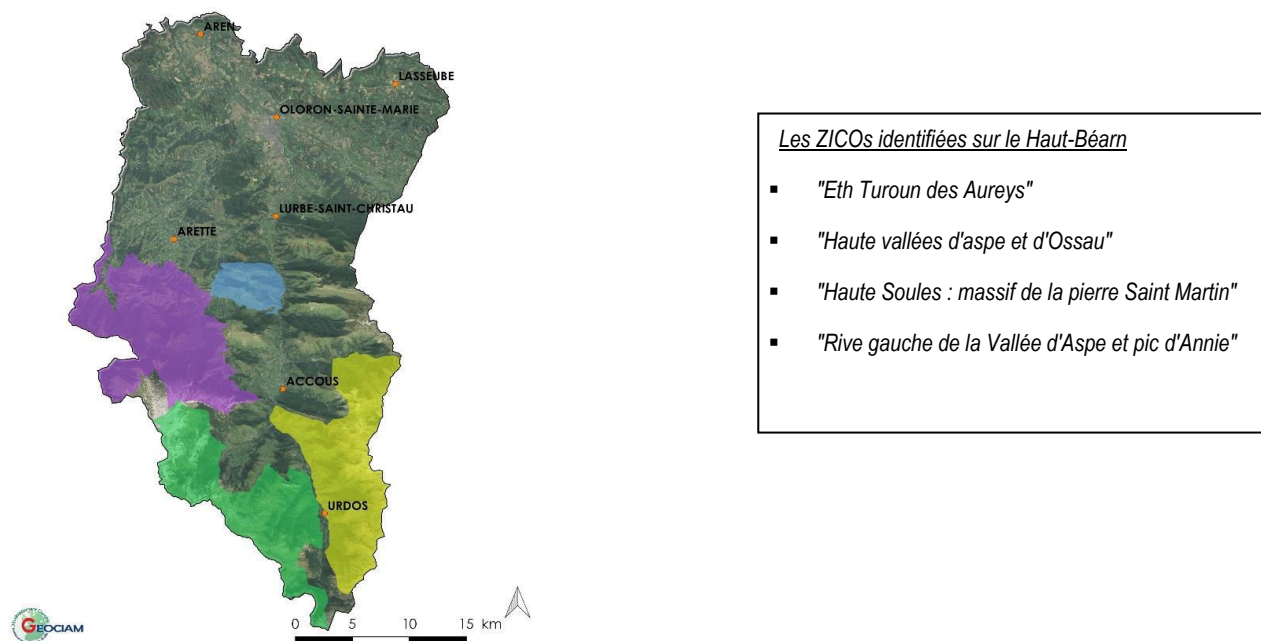 AREN
LASSEUBE
OLORON-SAINTE-MARIE
LURBE-SAINT-CHRISTAU
ARETTE
ACCOUS
URDOS
GEOCIAM
0 5 10 15 km
Les ZICOs identifiées sur le Haut-Béarn
▪ "Eth Turoun des Aureys"
▪ "Haute vallées d'aspe et d'Ossau"
▪ "Haute Soules : massif de la pierre Saint Martin"
▪ "Rive gauche de la Vallée d'Aspe et pic d'Annie"